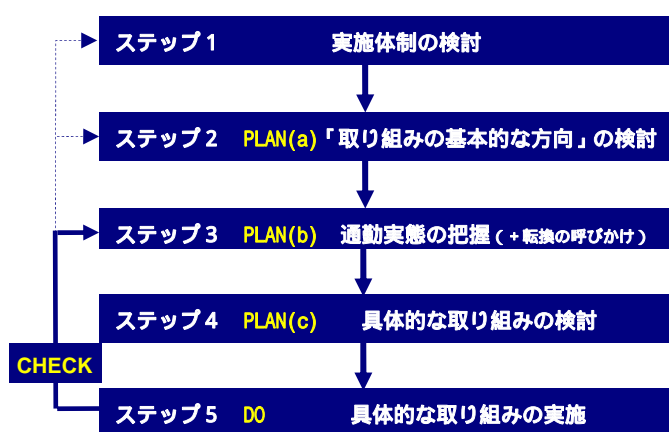 ステップ1 実施体制の検討
ステップ2 PLAN(a)「取り組みの基本的な方向」の検討
ステップ3 PLAN(b) 通勤実態の把握(+転換の呼びかけ)
ステップ4 PLAN(c) 具体的な取り組みの検討
CHECK
ステップ5 DO 具体的な取り組みの実施